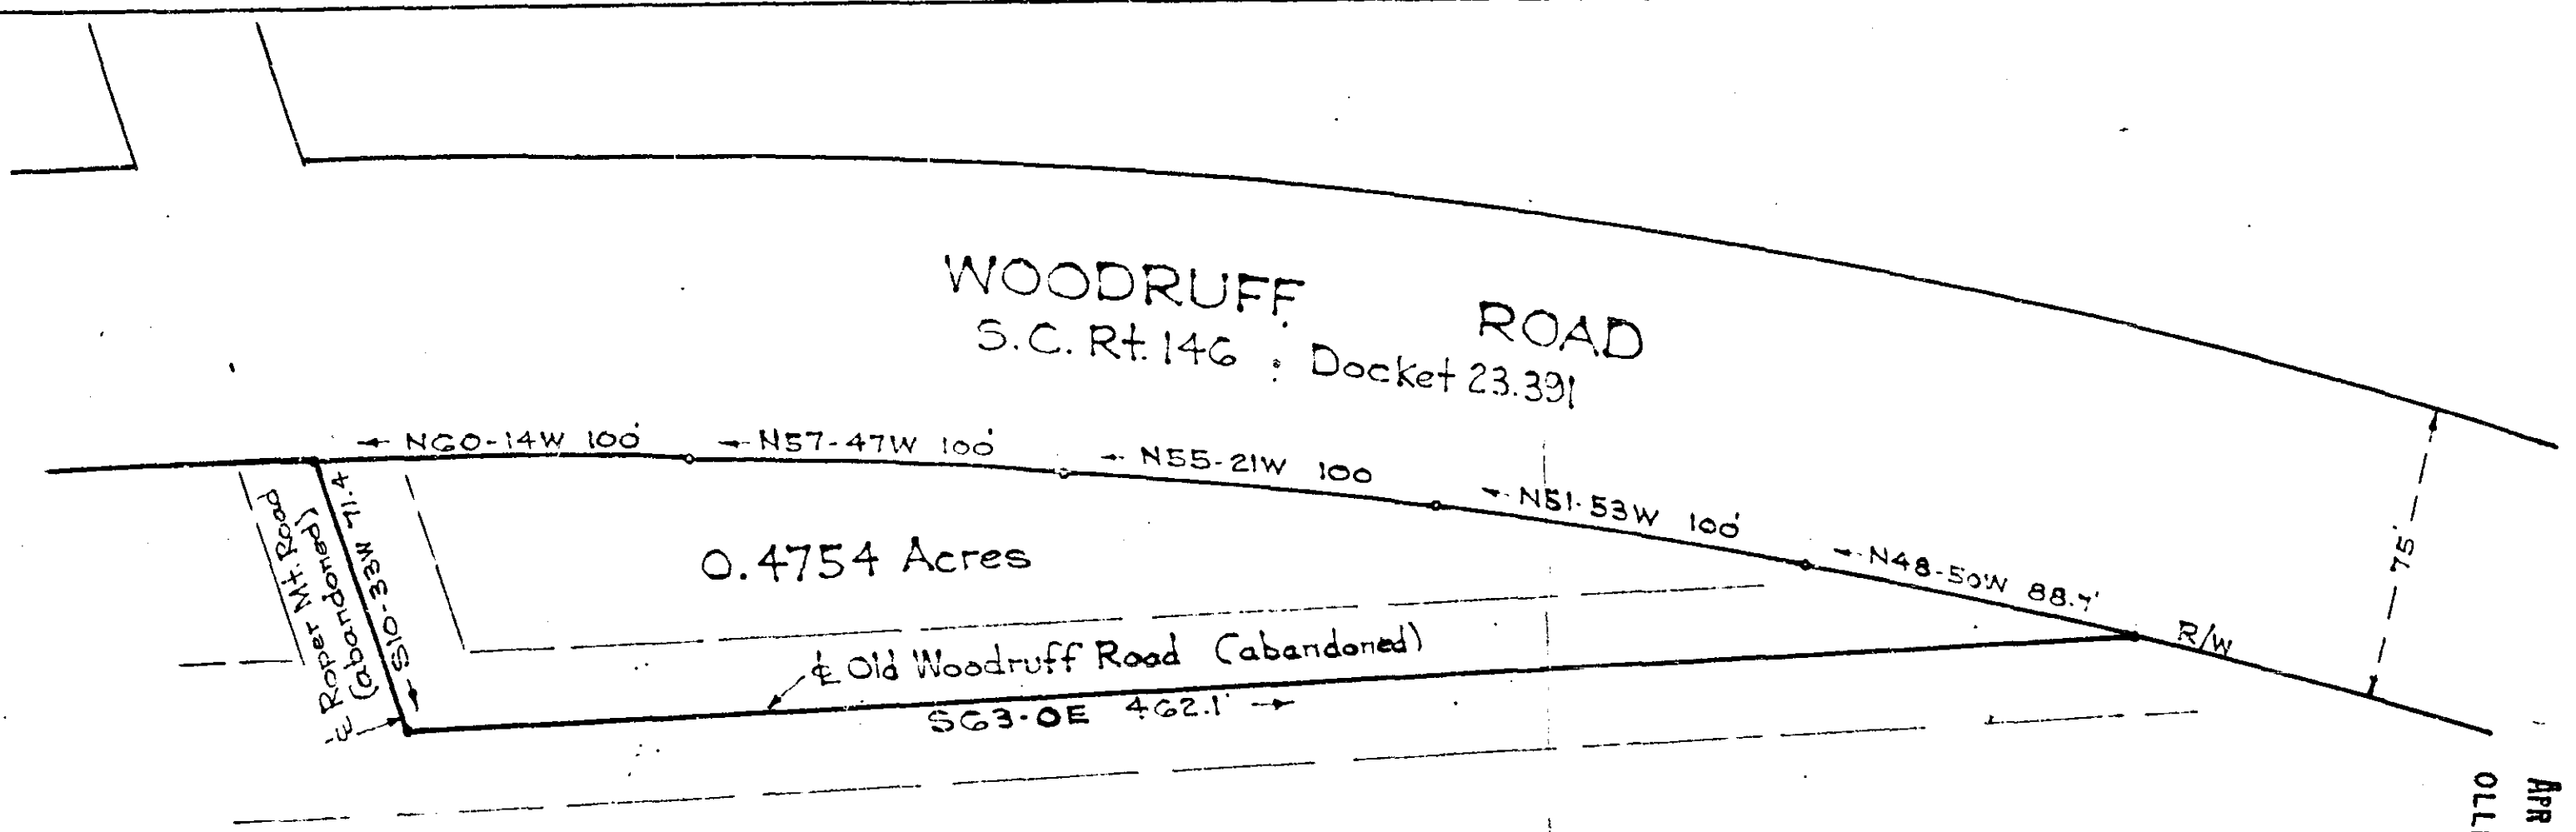 WOODRUFF ROAD
S.C. Rt. 146 : Docket 23.391
N60-14W 100'
N57-47W 100'
N55-21W 100
N51-53W 100'
N48-50W 88.7'
R/W
75'
S10-33W 71.4
℄ Roper Mt. Road
(abandoned)
0.4754 Acres
℄ Old Woodruff Road (abandoned)
S63-0E 462.1'
APR